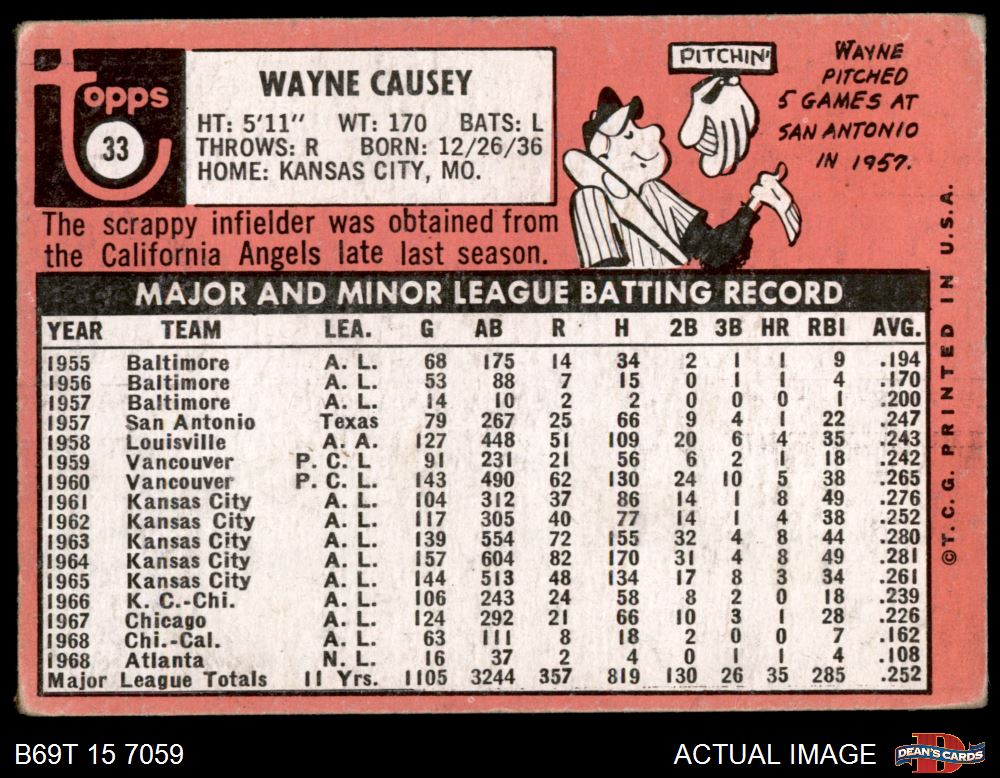 Topps
33
WAYNE CAUSEY
HT: 5'11" WT: 170 BATS: L
THROWS: R BORN: 12/26/36
HOME: KANSAS CITY, MO.
PITCHIN'
WAYNE
PITCHED
5 GAMES AT
SAN ANTONIO
IN 1957.
The scrappy infielder was obtained from
the California Angels late last season.
MAJOR AND MINOR LEAGUE BATTING RECORD
YEAR TEAM LEA. G AB R H 2B 3B HR RBI AVG.
1955 Baltimore A. L. 68 175 14 34 2 1 1 9 .194
1956 Baltimore A. L. 53 88 7 15 0 1 1 4 .170
1957 Baltimore A. L. 14 10 2 2 0 0 0 1 .200
1957 San Antonio Texas 79 267 25 66 9 4 1 22 .247
1958 Louisville A. A. 127 448 51 109 20 6 4 35 .243
1959 Vancouver P. C. L 91 231 21 56 6 2 1 18 .242
1960 Vancouver P. C. L. 143 490 62 130 24 10 5 38 .265
1961 Kansas City A. L. 104 312 37 86 14 1 8 49 .276
1962 Kansas City A. L. 117 305 40 77 14 1 4 38 .252
1963 Kansas City A. L. 139 554 72 155 32 4 8 44 .280
1964 Kansas City A. L. 157 604 82 170 31 4 8 49 .281
1965 Kansas City A. L. 144 513 48 134 17 8 3 34 .261
1966 K. C.-Chi. A. L. 106 243 24 58 8 2 0 18 .239
1967 Chicago A. L. 124 292 21 66 10 3 1 28 .226
1968 Chi.-Cal. A. L. 63 111 8 18 2 0 0 7 .162
1968 Atlanta N. L. 16 37 2 4 0 1 1 4 .108
Major League Totals 11 Yrs. 1105 3244 357 819 130 26 35 285 .252
©T. C. G. PRINTED IN U.S.A.
B69T 15 7059
ACTUAL IMAGE
DEAN'S CARDS